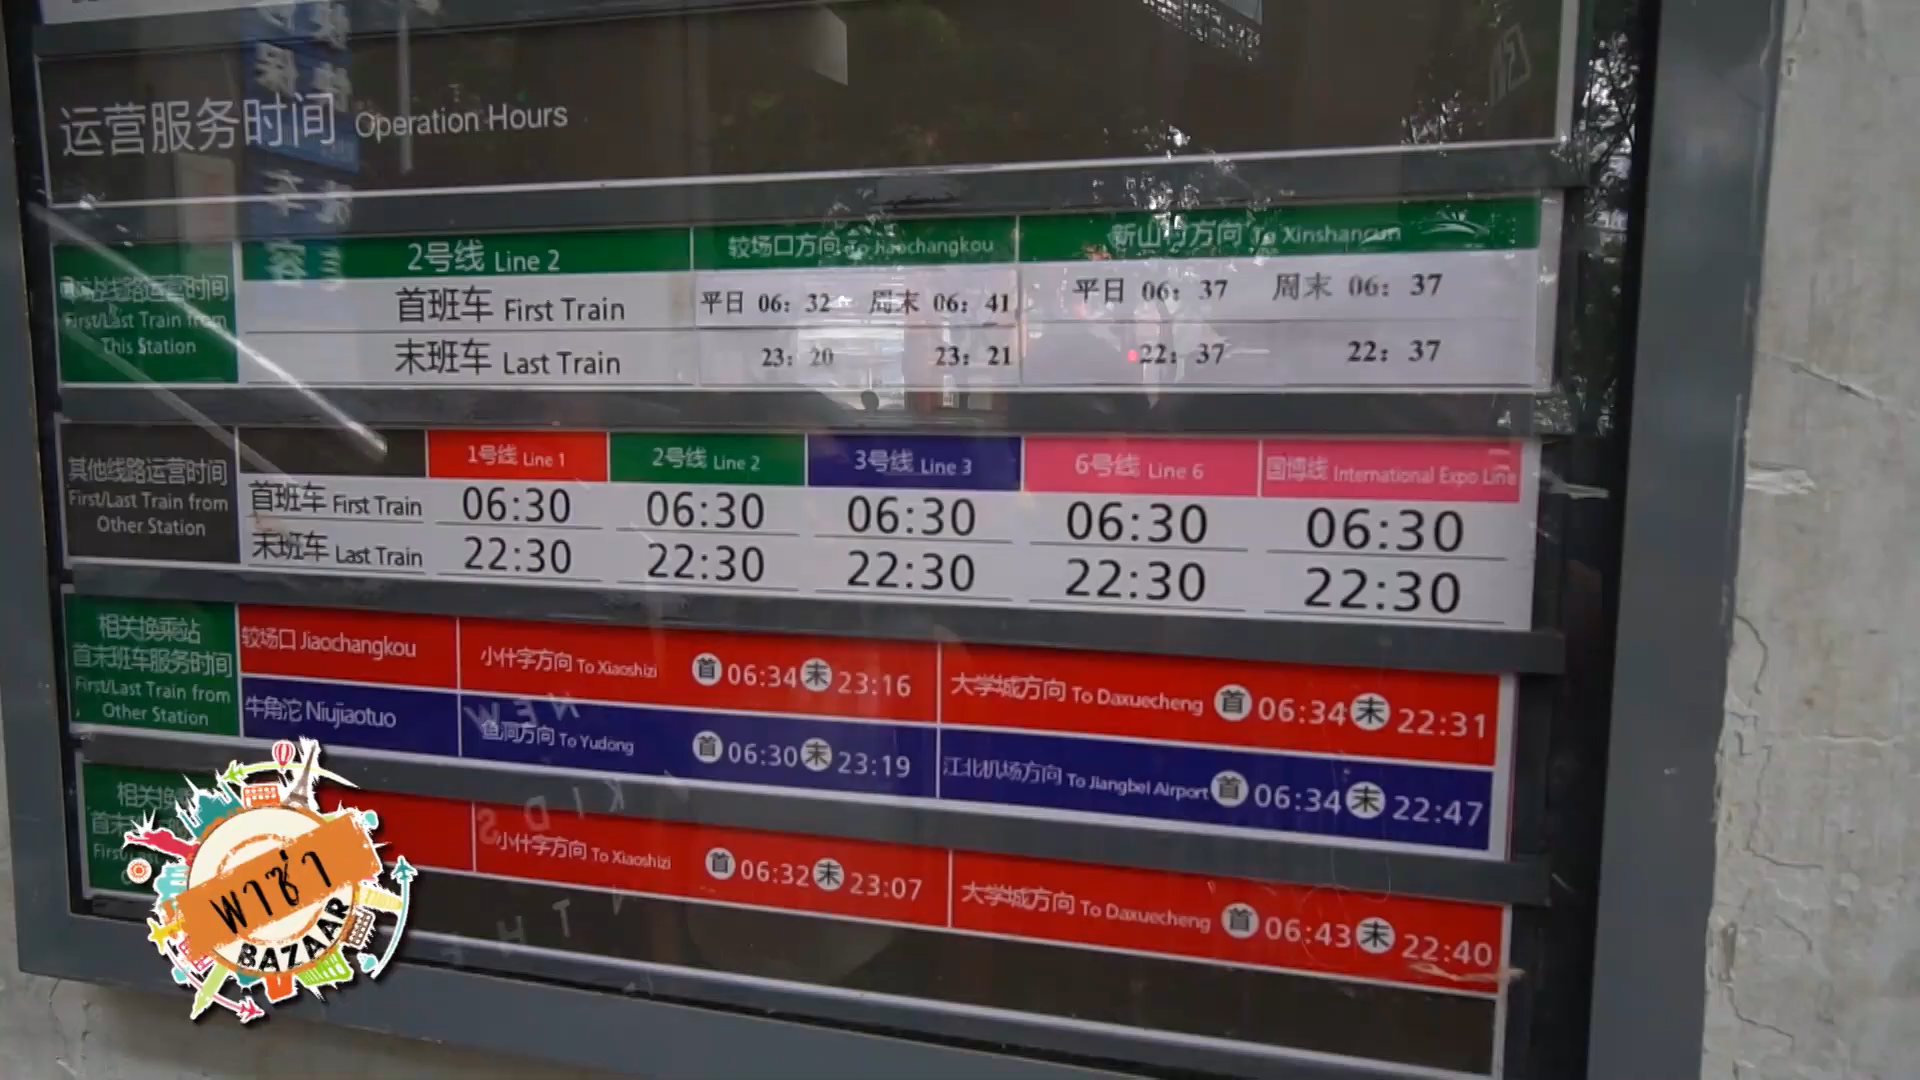 运营服务时间 Operation Hours
本站线路运营时间
First/Last Train from
This Station
2号线 Line 2
较场口方向 To Jiaochangkou
新山村方向 To Xinshancun
首班车 First Train
平日 06: 32 周末 06: 41
平日 06: 37 周末 06: 37
末班车 Last Train
23: 20 23: 21
22: 37 22: 37
其他线路运营时间
First/Last Train from
Other Station
1号线 Line 1
2号线 Line 2
3号线 Line 3
6号线 Line 6
国博线 International Expo Line
首班车 First Train
06:30 06:30 06:30 06:30 06:30
末班车 Last Train
22:30 22:30 22:30 22:30 22:30
相关换乘站
首末班车服务时间
First/Last Train from
Other Station
较场口 Jiaochangkou
小什字方向 To Xiaoshizi 首 06:34 末 23:16
大学城方向 To Daxuecheng 首 06:34 末 22:31
牛角沱 Niujiaotuo
鱼洞方向 To Yudong 首 06:30 末 23:19
江北机场方向 To Jiangbei Airport 首 06:34 末 22:47
相关换
首末
小什字方向 To Xiaoshizi 首 06:32 末 23:07
大学城方向 To Daxuecheng 首 06:43 末 22:40
พาซ่า
BAZAAR